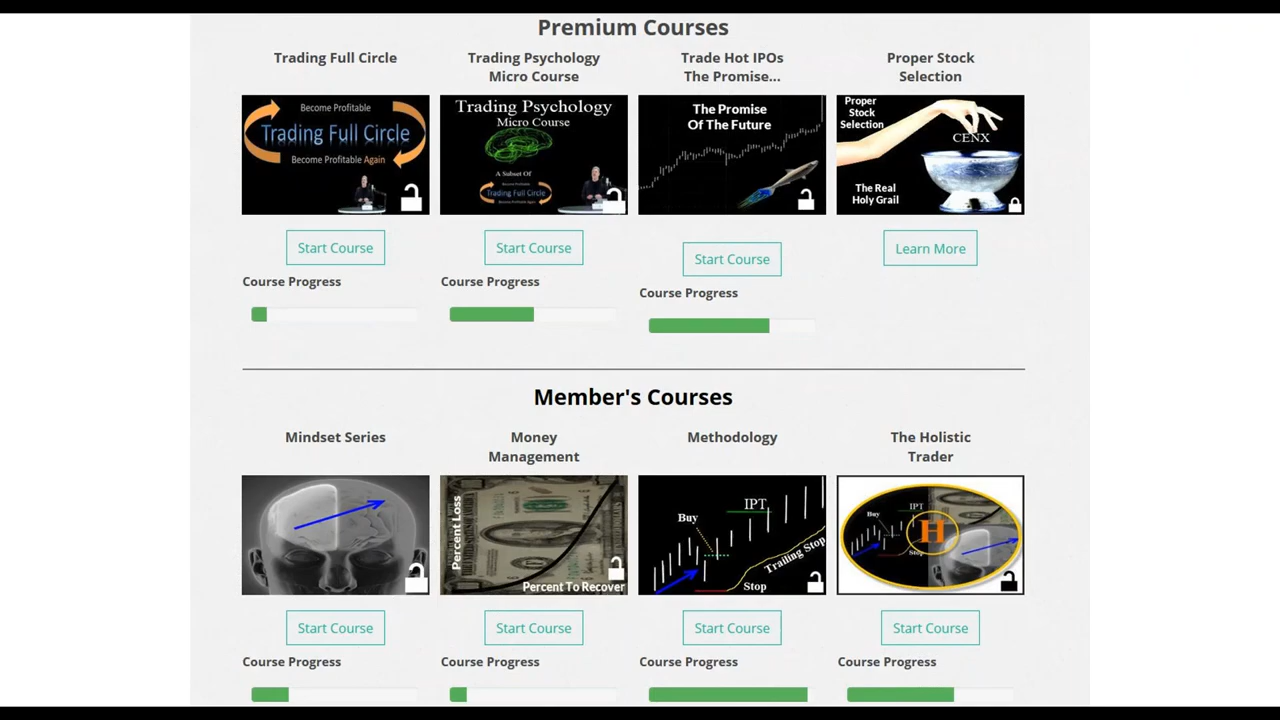 Premium Courses
Trading Full Circle
Trading Psychology
Micro Course
Trade Hot IPOs
The Promise...
Proper Stock
Selection
Become Profitable
Trading Full Circle
Become Profitable Again
Trading Psychology
Micro Course
A Subset Of
Become Profitable
Trading Full Circle
Become Profitable Again
The Promise
Of The Future
Proper
Stock
Selection
CENX
The Real
Holy Grail
Start Course
Start Course
Start Course
Learn More
Course Progress
Course Progress
Course Progress
Member's Courses
Mindset Series
Money
Management
Methodology
The Holistic
Trader
Percent Loss
Percent To Recover
IPT
Buy
Trailing Stop
Stop
IPT
Buy
H
Stop
Start Course
Start Course
Start Course
Start Course
Course Progress
Course Progress
Course Progress
Course Progress